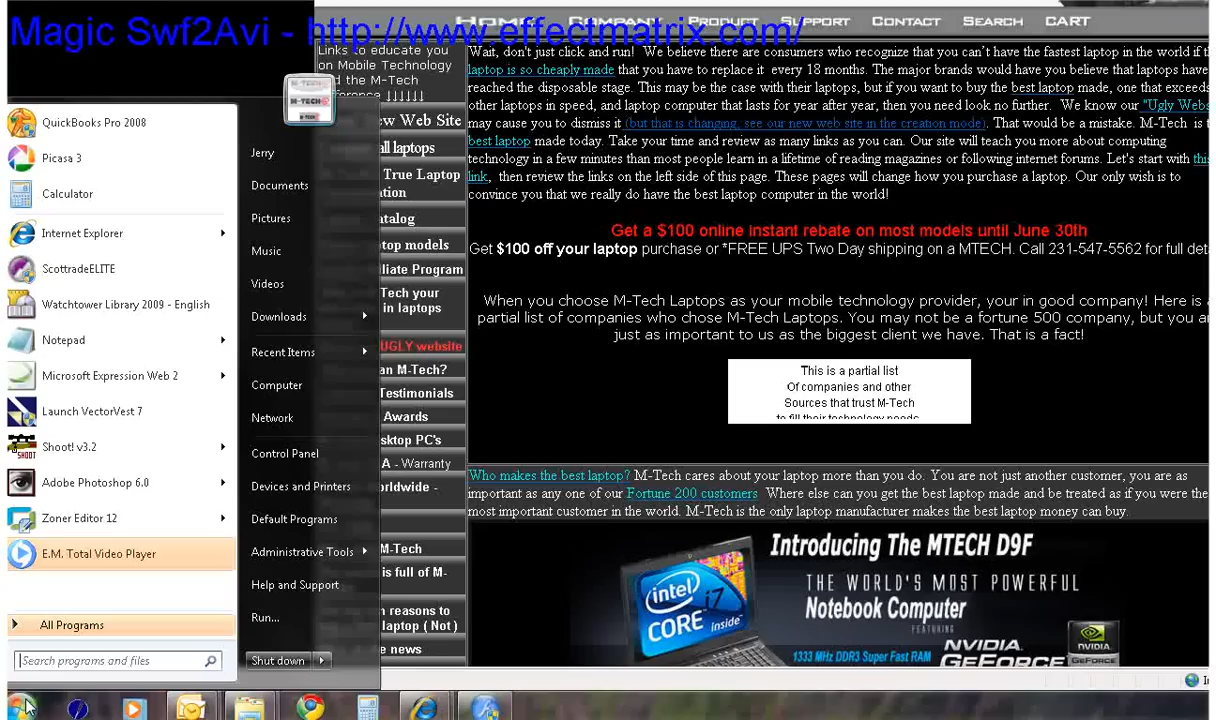 Magic Swf2Avi - http://www.effectmatrix.com/
Home Company Product Support Contact Search CART
Links to educate you
on Mobile Technology
nd the M-Tech
QuickBooks Pro 2008
Picasa 3
Calculator
Internet Explorer
ScottradeELITE
Watchtower Library 2009 - English
Notepad
Microsoft Expression Web 2
Launch VectorVest 7
Shoot! v3.2
Adobe Photoshop 6.0
Zoner Editor 12
E.M. Total Video Player
All Programs
Search programs and files
M-TECH
Jerry
Documents
Pictures
Music
Videos
Downloads
Recent Items
Computer
Network
Control Panel
Devices and Printers
Default Programs
Administrative Tools
Help and Support
Run...
Shut down
ew Web Site
all laptops
True Laptop
ation
atalog
top models
iliate Program
Tech your
in laptops
UGLY website
an M-Tech?
Testimonials
Awards
sktop PC's
A - Warranty
orldwide -
M-Tech
is full of M-
n reasons to
laptop ( Not )
e news
Wait, don't just click and run! We believe there are consumers who recognize that you can't have the fastest laptop in the world if th
laptop is so cheaply made that you have to replace it every 18 months. The major brands would have you believe that laptops have
reached the disposable stage. This may be the case with their laptops, but if you want to buy the best laptop made, one that exceeds
other laptops in speed, and laptop computer that lasts for year after year, then you need look no further. We know our "Ugly Webs
may cause you to dismiss it (but that is changing, see our new web site in the creation mode). That would be a mistake. M-Tech is t
best laptop made today. Take your time and review as many links as you can. Our site will teach you more about computing
technology in a few minutes than most people learn in a lifetime of reading magazines or following internet forums. Let's start with this
link, then review the links on the left side of this page. These pages will change how you purchase a laptop. Our only wish is to
convince you that we really do have the best laptop computer in the world!
Get a $100 online instant rebate on most models until June 30th
Get $100 off your laptop purchase or *FREE UPS Two Day shipping on a MTECH. Call 231-547-5562 for full deta
When you choose M-Tech Laptops as your mobile technology provider, your in good company! Here is a
partial list of companies who chose M-Tech Laptops. You may not be a fortune 500 company, but you ar
just as important to us as the biggest client we have. That is a fact!
This is a partial list
Of companies and other
Sources that trust M-Tech
to fill their technology needs
Who makes the best laptop? M-Tech cares about your laptop more than you do. You are not just another customer, you are as
important as any one of our Fortune 200 customers Where else can you get the best laptop made and be treated as if you were the
most important customer in the world. M-Tech is the only laptop manufacturer makes the best laptop money can buy.
Introducing The MTECH D9F
THE WORLD'S MOST POWERFUL
Notebook Computer
FEATURING
1333 MHz DDR3 Super Fast RAM
NVIDIA
GEFORCE
intel
CORE i7
inside
NVIDIA
GEFORCE